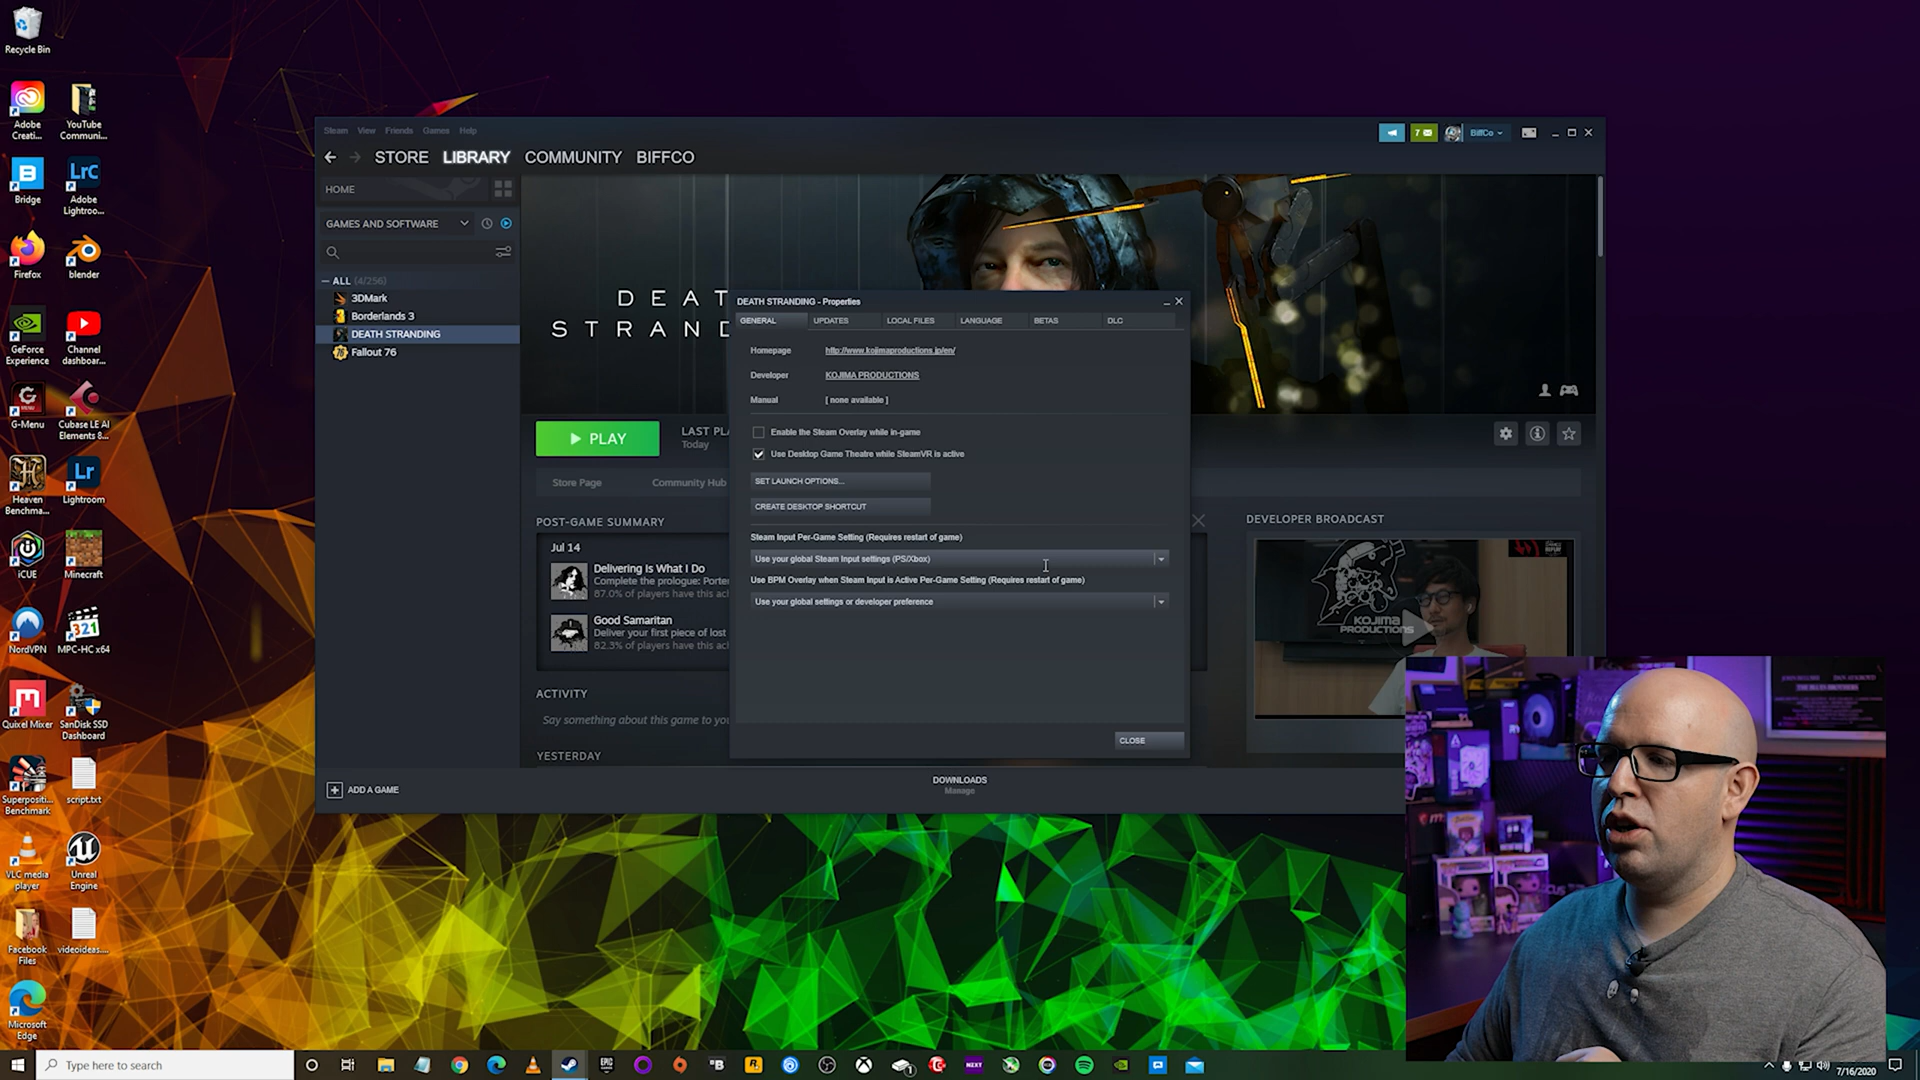 Recycle Bin
Adobe Creati...
YouTube Communi...
Bridge
Adobe Lightroo...
Firefox
blender
GeForce Experience
Channel dashboar...
G-Menu
Cubase LE AI Elements 8...
Heaven Benchma...
Lightroom
iCUE
Minecraft
NordVPN
MPC-HC x64
Quixel Mixer
SanDisk SSD Dashboard
Superpositi... Benchmark
script.txt
VLC media player
Unreal Engine
Facebook Files
videoideas....
Microsoft Edge
Steam View Friends Games Help
7
BiffCo
STORE LIBRARY COMMUNITY BIFFCO
HOME
GAMES AND SOFTWARE
ALL (4/256)
3DMark
Borderlands 3
DEATH STRANDING
Fallout 76
ADD A GAME
DEAT
STRAND
PLAY
LAST PLA
Today
Store Page Community Hub
POST-GAME SUMMARY
Jul 14
Delivering Is What I Do
Complete the prologue: Porte
87.0% of players have this ach
Good Samaritan
Deliver your first piece of lost
82.3% of players have this ach
ACTIVITY
Say something about this game to you
YESTERDAY
DEATH STRANDING - Properties
GENERAL UPDATES LOCAL FILES LANGUAGE BETAS DLC
Homepage http://www.kojimaproductions.jp/en/
Developer KOJIMA PRODUCTIONS
Manual [ none available ]
Enable the Steam Overlay while in-game
Use Desktop Game Theatre while SteamVR is active
SET LAUNCH OPTIONS...
CREATE DESKTOP SHORTCUT
Steam Input Per-Game Setting (Requires restart of game)
Use your global Steam Input settings (PS/Xbox)
Use BPM Overlay when Steam Input is Active Per-Game Setting (Requires restart of game)
Use your global settings or developer preference
CLOSE
DEVELOPER BROADCAST
KOJIMA
PRODUCTIONS
DOWNLOADS
Manage
THE BLUES BROTHERS
Type here to search
EPIC
NEXT
7/16/2020